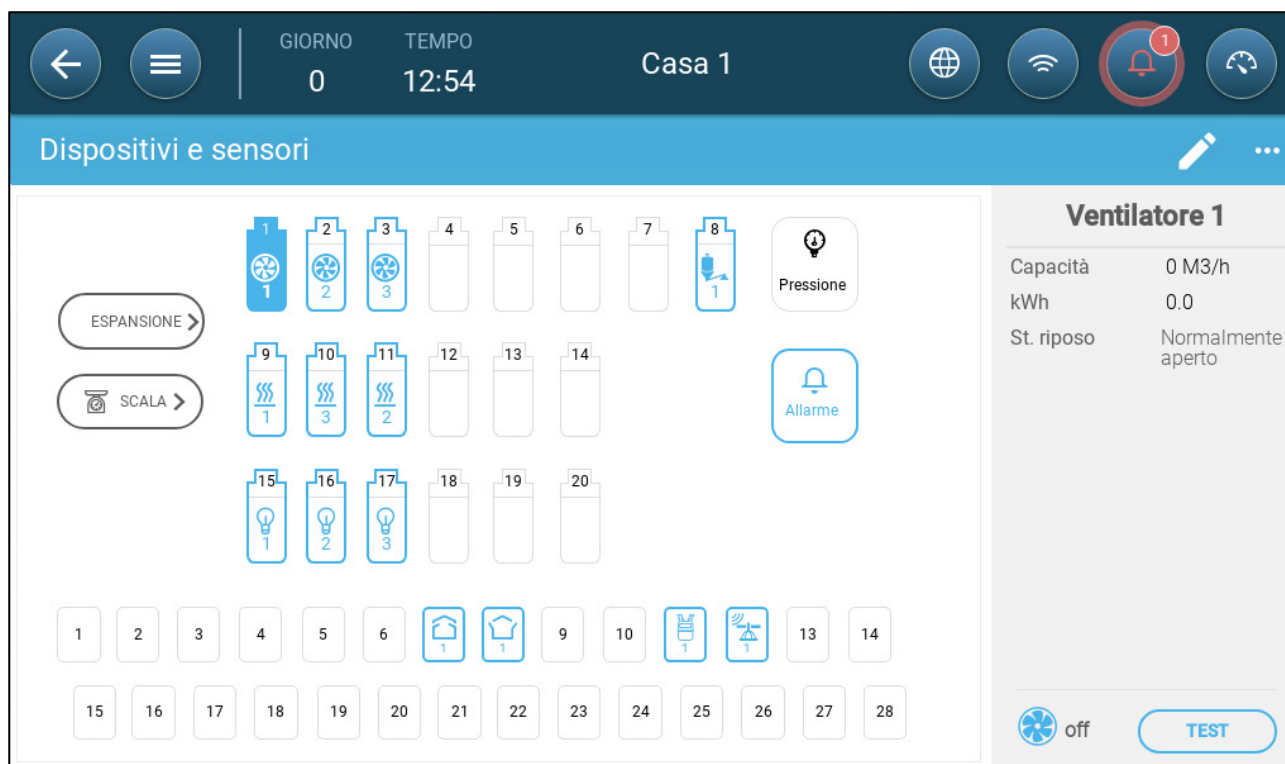 GIORNO TEMPO
0 12:54 Casa 1 1
Dispositivi e sensori ...
1 2 3 4 5 6 7 8
1 2 3 1 Pressione
ESPANSIONE
9 10 11 12 13 14
SCALA
1 3 2 Allarme
15 16 17 18 19 20
1 2 3
1 2 3 4 5 6 1 1 9 10 1 1 13 14
15 16 17 18 19 20 21 22 23 24 25 26 27 28
Ventilatore 1
Capacità 0 M3/h
kWh 0.0
St. riposo Normalmente
aperto
off TEST